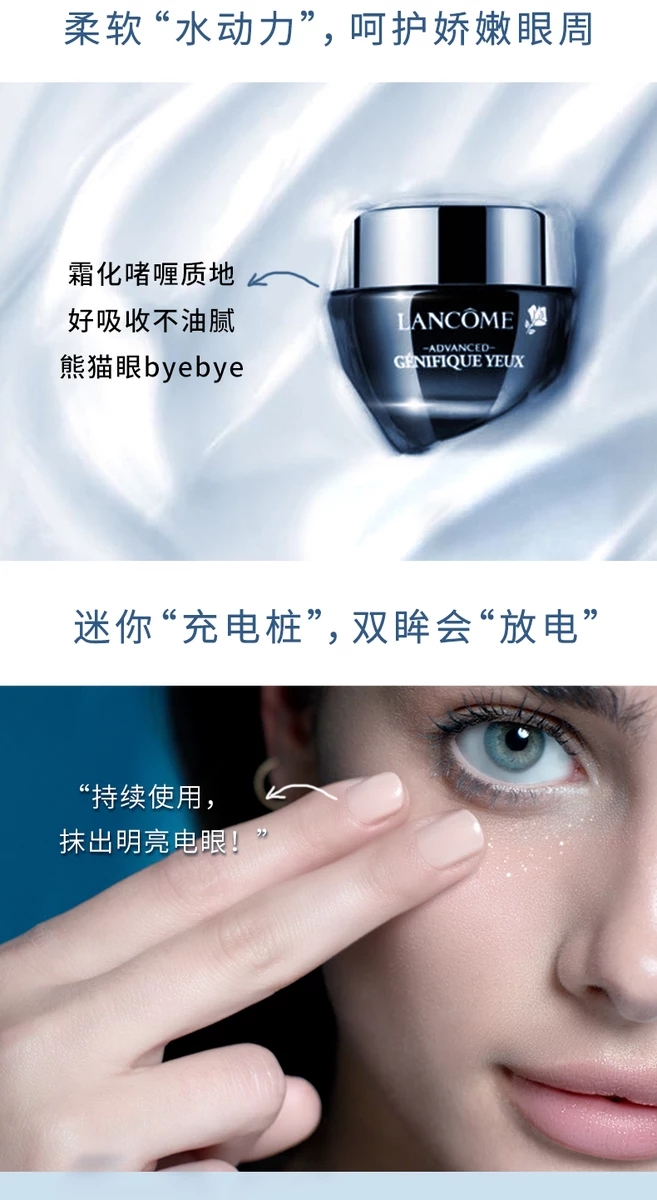 柔软“水动力”，呵护娇嫩眼周
霜化啫喱质地
好吸收不油腻
熊猫眼byebye
LANCÔME
–ADVANCED–
GÉNIFIQUE YEUX
迷你“充电桩”，双眸会“放电”
“持续使用，
抹出明亮电眼！”